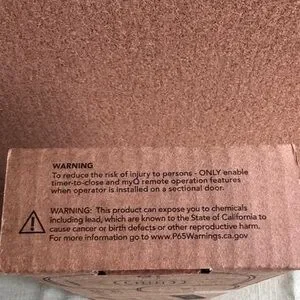 WARNING
To reduce the risk of injury to persons - ONLY enable
timer-to-close and myQ remote operation features
when operator is installed on a sectional door.
WARNING: This product can expose you to chemicals
including lead, which are known to the State of California to
cause cancer or birth defects or other reproductive harm.
For more information go to www.P65Warnings.ca.gov